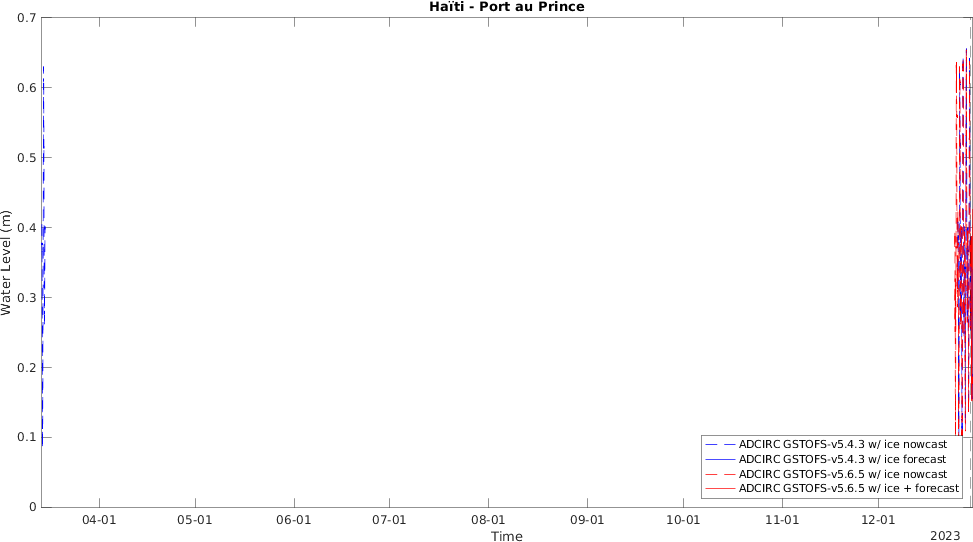 Haïti - Port au Prince
0.7
0.6
0.5
0.4
0.3
0.2
0.1
0
Water Level (m)
04-01 05-01 06-01 07-01 08-01 09-01 10-01 11-01 12-01
Time
2023
ADCIRC GSTOFS-v5.4.3 w/ ice nowcast
ADCIRC GSTOFS-v5.4.3 w/ ice forecast
ADCIRC GSTOFS-v5.6.5 w/ ice nowcast
ADCIRC GSTOFS-v5.6.5 w/ ice + forecast